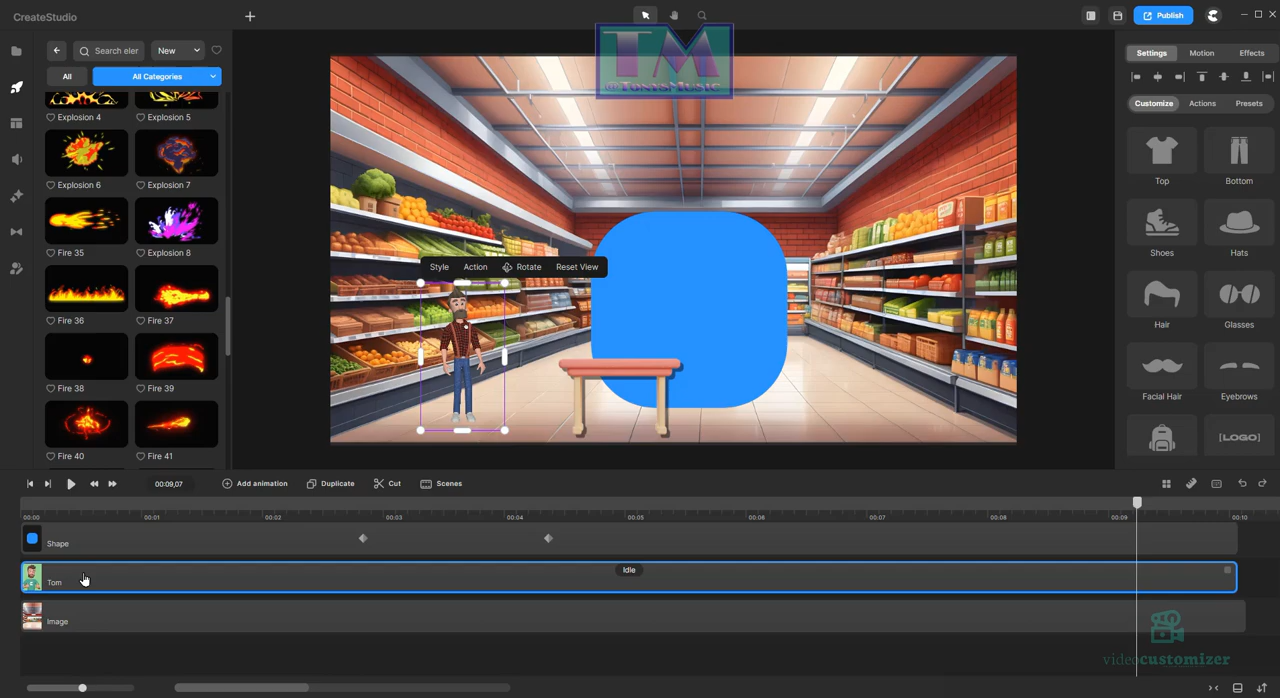 CreateStudio
Publish
TM
@TontsMusic
Search eler
New
All
All Categories
Explosion 4
Explosion 5
Explosion 6
Explosion 7
Fire 35
Explosion 8
Fire 36
Fire 37
Fire 38
Fire 39
Fire 40
Fire 41
Style
Action
Rotate
Reset View
Settings
Motion
Effects
Customize
Actions
Presets
Top
Bottom
Shoes
Hats
Hair
Glasses
Facial Hair
Eyebrows
[LOGO]
00:09,07
Add animation
Duplicate
Cut
Scenes
00:00
00:01
00:02
00:03
00:04
00:05
00:06
00:07
00:08
00:09
00:10
Shape
Tom
Idle
Image
videocustomizer